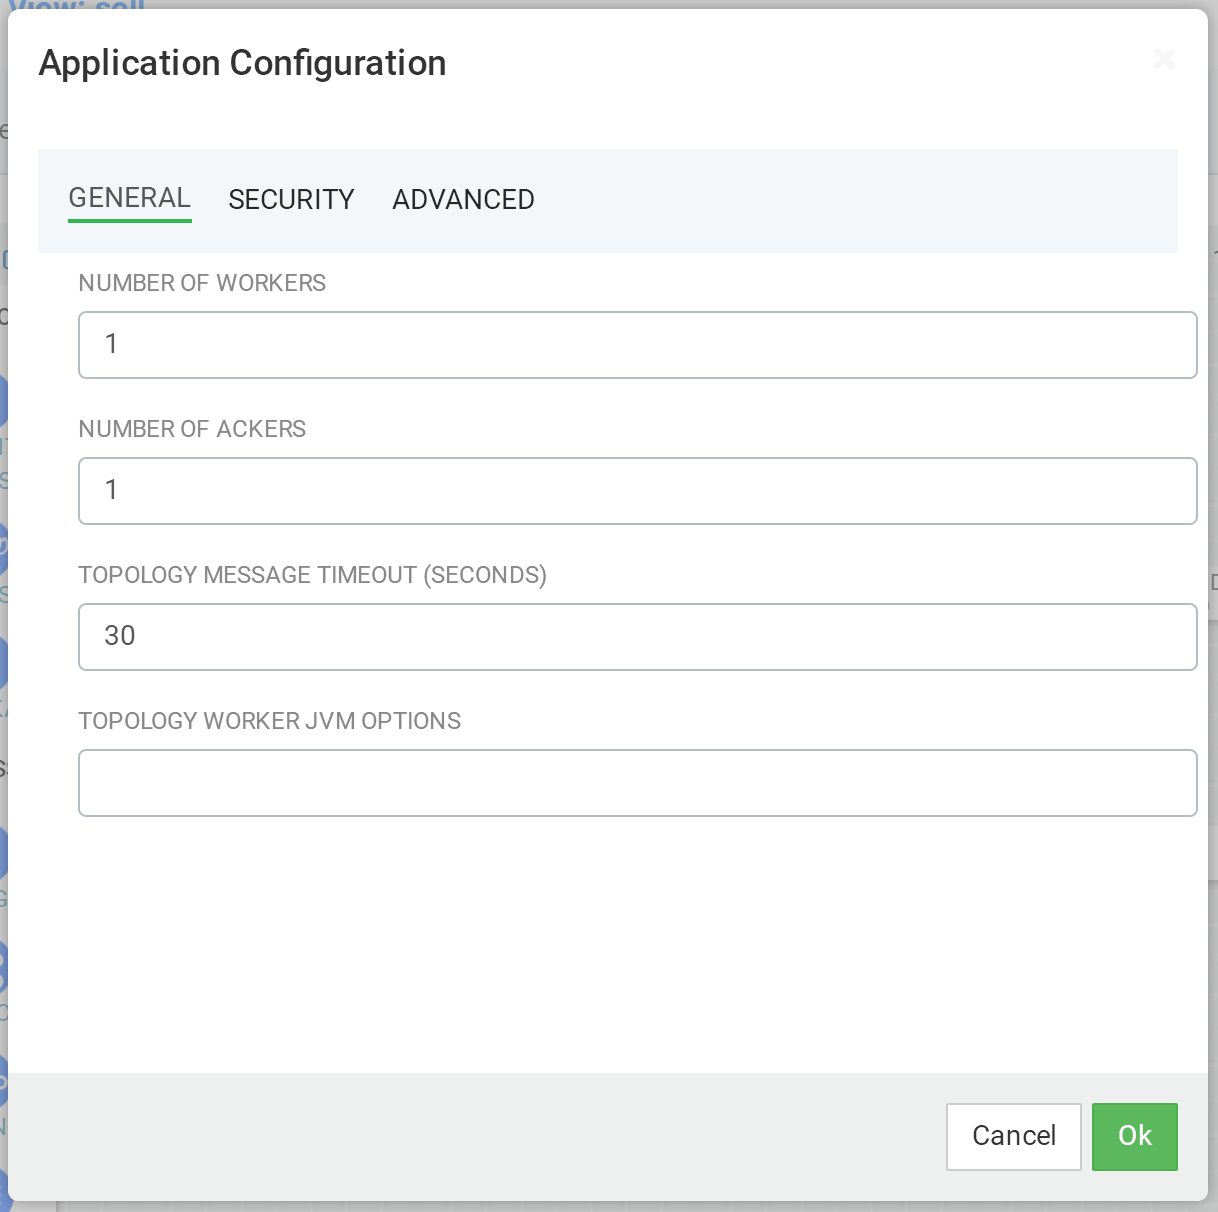 Application Configuration
×
GENERAL SECURITY ADVANCED
NUMBER OF WORKERS
1
NUMBER OF ACKERS
1
TOPOLOGY MESSAGE TIMEOUT (SECONDS)
30
TOPOLOGY WORKER JVM OPTIONS
Cancel Ok